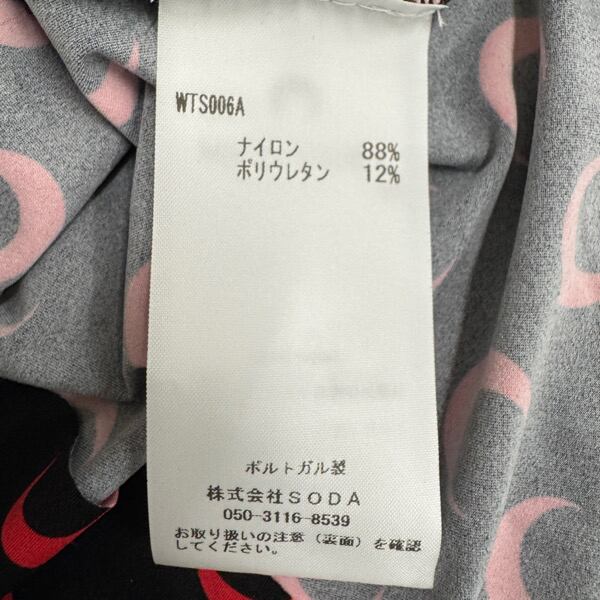 WTS006A
ナイロン 88%
ポリウレタン 12%
ポルトガル製
株式会社SODA
050-3116-8539
お取り扱いの注意(裏面)を確認
してください。